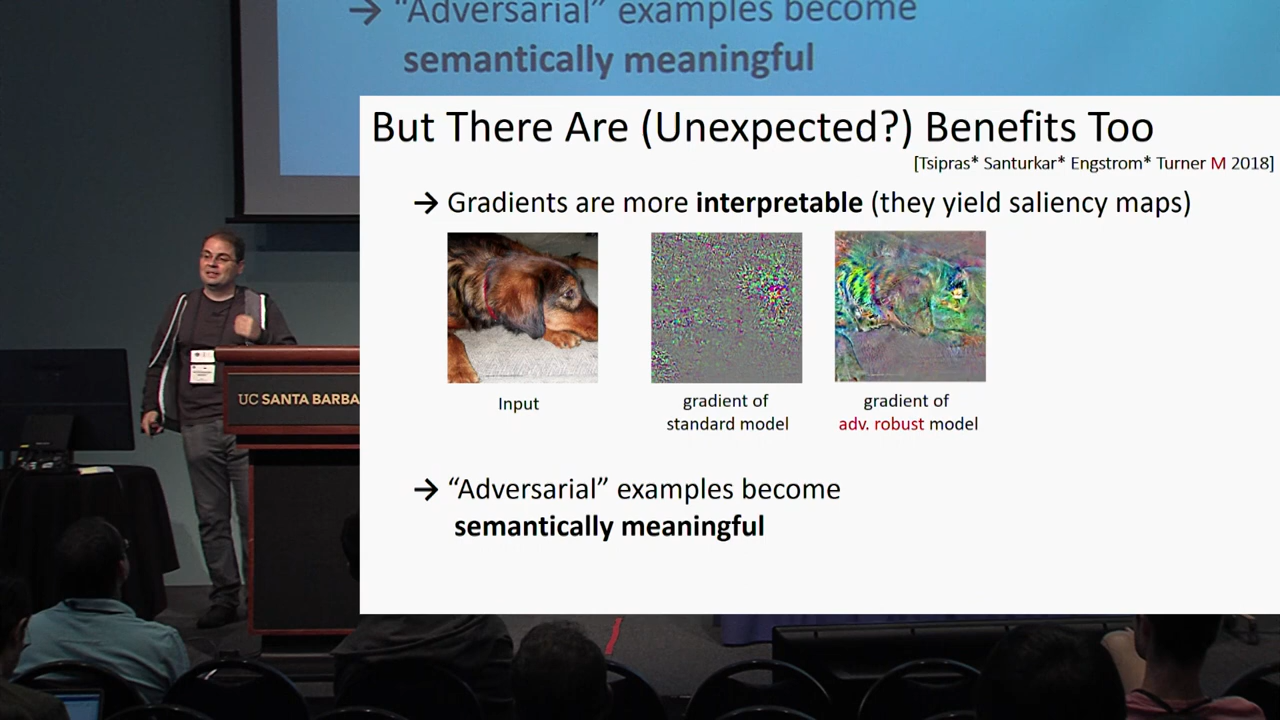 → “Adversarial” examples become
semantically meaningful
But There Are (Unexpected?) Benefits Too
[Tsipras* Santurkar* Engstrom* Turner M 2018]
→ Gradients are more interpretable (they yield saliency maps)
Input
gradient of
standard model
gradient of
adv. robust model
→ “Adversarial” examples become
semantically meaningful
UC SANTA BARBA